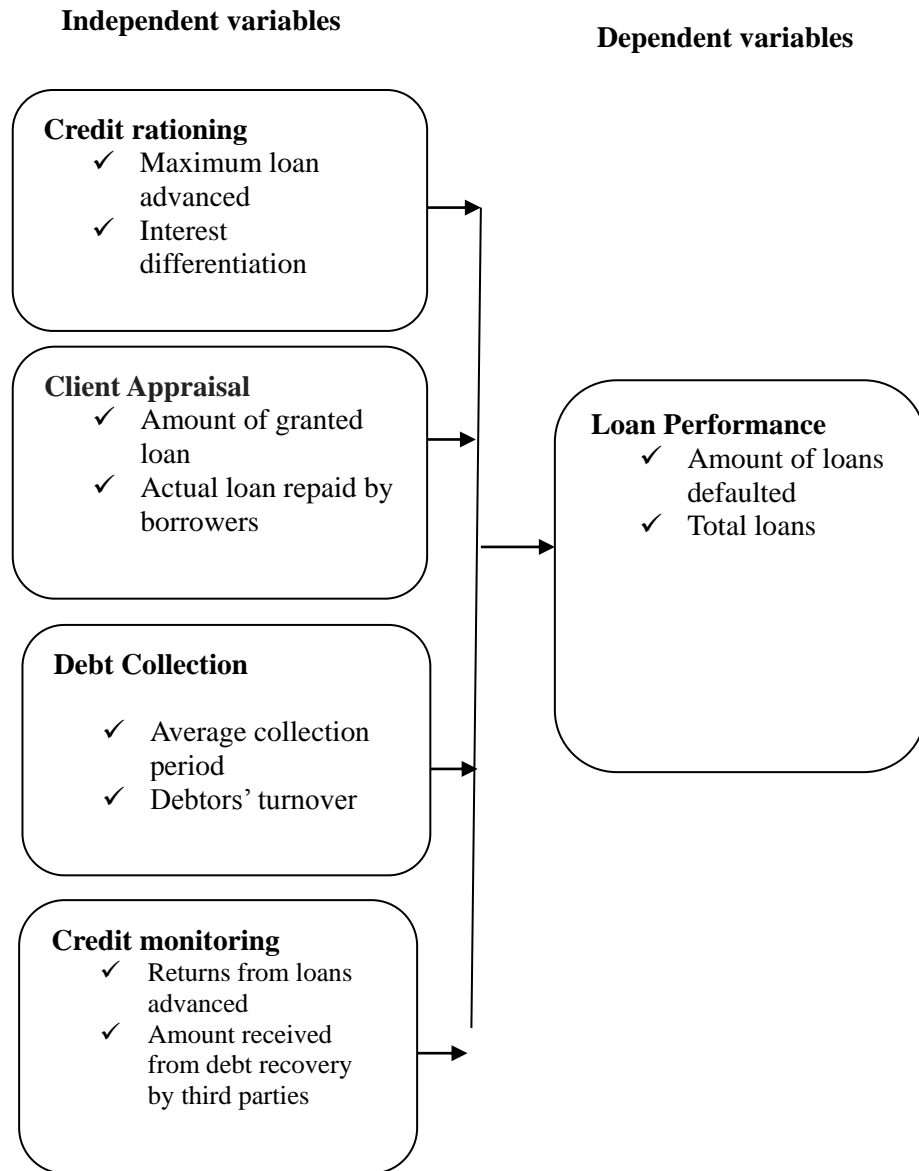 Independent variables
Dependent variables
Credit rationing
✓ Maximum loan
advanced
✓ Interest
differentiation
Client Appraisal
✓ Amount of granted
loan
✓ Actual loan repaid by
borrowers
Debt Collection
✓ Average collection
period
✓ Debtors’ turnover
Credit monitoring
✓ Returns from loans
advanced
✓ Amount received
from debt recovery
by third parties
Loan Performance
✓ Amount of loans
defaulted
✓ Total loans